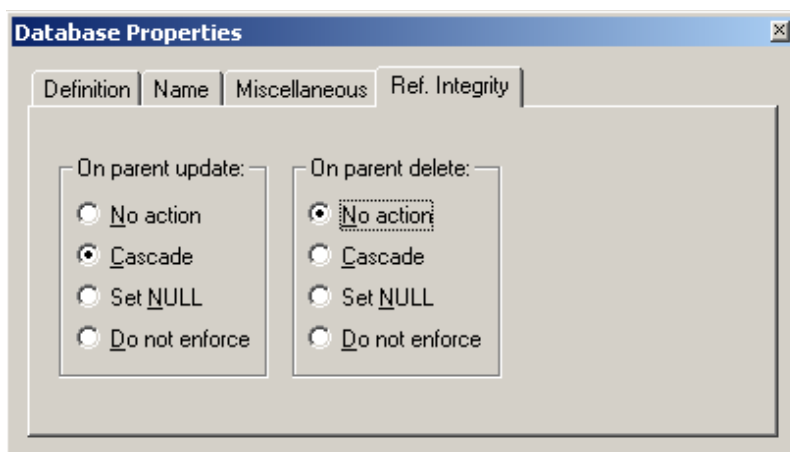 Database Properties
Definition Name Miscellaneous Ref. Integrity
On parent update: On parent delete:
No action No action
Cascade Cascade
Set NULL Set NULL
Do not enforce Do not enforce